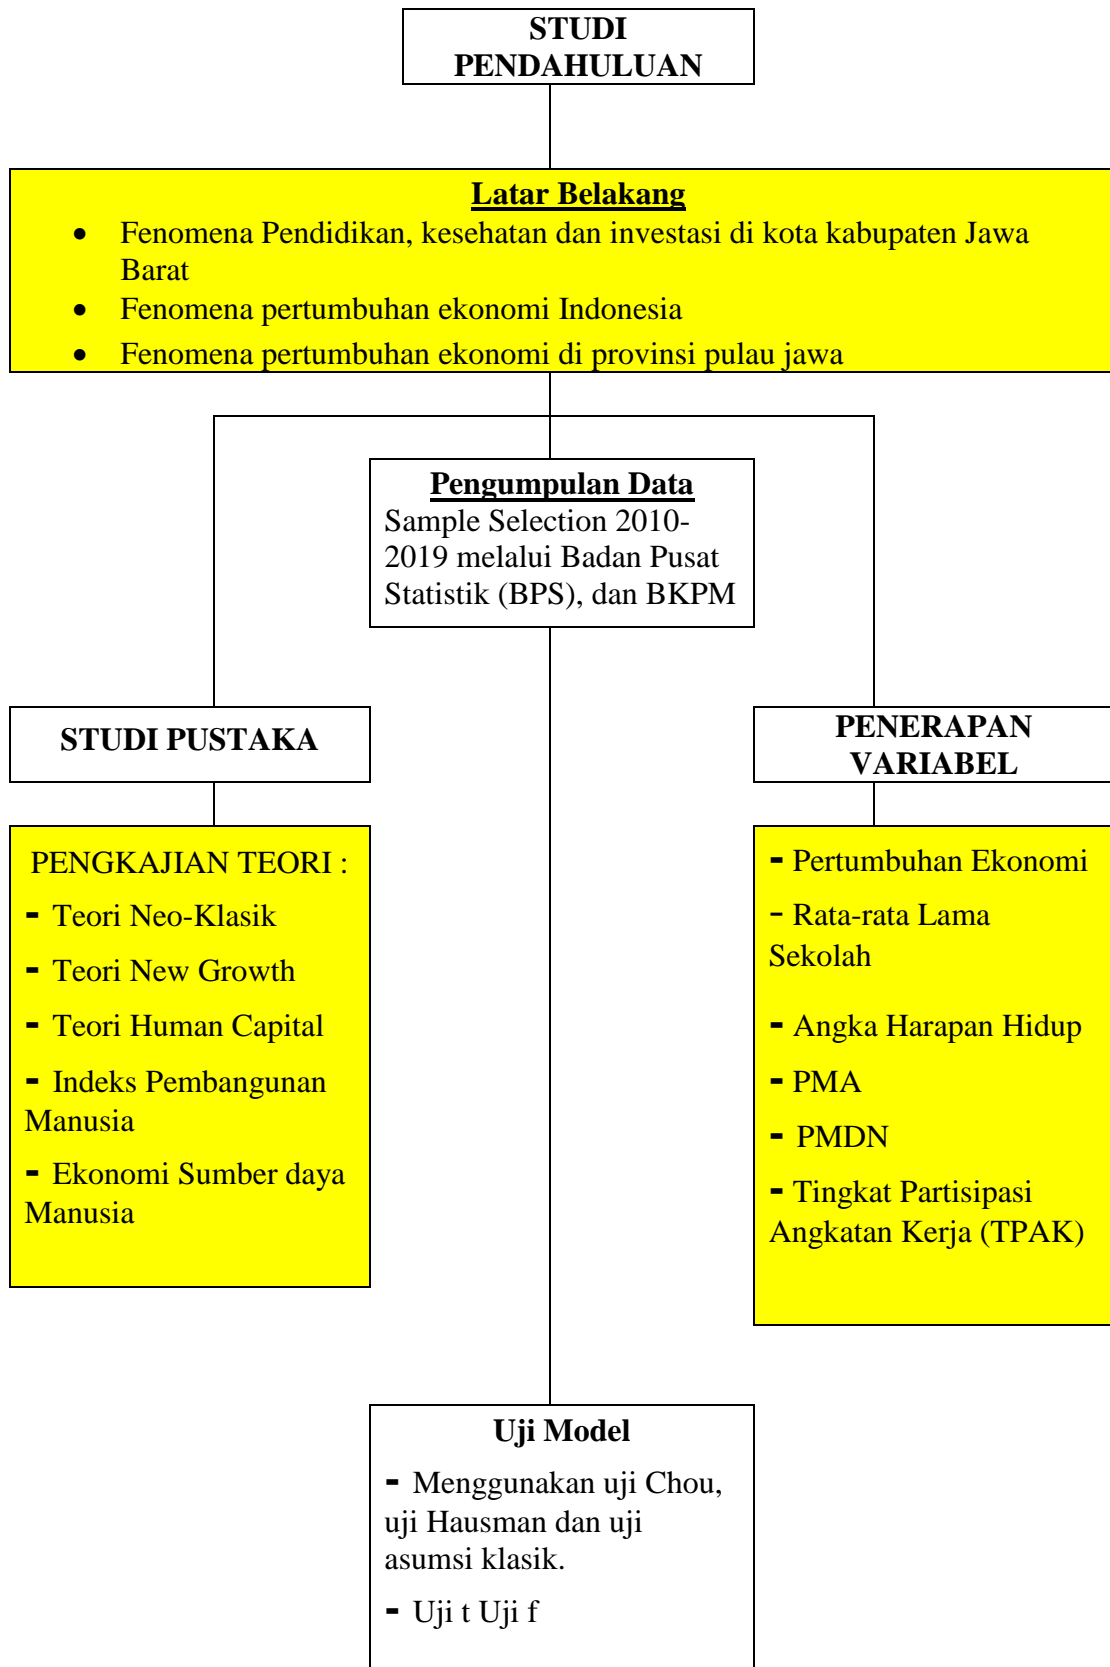 STUDI
PENDAHULUAN
Latar Belakang
• Fenomena Pendidikan, kesehatan dan investasi di kota kabupaten Jawa
Barat
• Fenomena pertumbuhan ekonomi Indonesia
• Fenomena pertumbuhan ekonomi di provinsi pulau jawa
Pengumpulan Data
Sample Selection 2010-
2019 melalui Badan Pusat
Statistik (BPS), dan BKPM
STUDI PUSTAKA
PENERAPAN
VARIABEL
PENGKAJIAN TEORI :
- Teori Neo-Klasik
- Teori New Growth
- Teori Human Capital
- Indeks Pembangunan
Manusia
- Ekonomi Sumber daya
Manusia
- Pertumbuhan Ekonomi
- Rata-rata Lama
Sekolah
- Angka Harapan Hidup
- PMA
- PMDN
- Tingkat Partisipasi
Angkatan Kerja (TPAK)
Uji Model
- Menggunakan uji Chou,
uji Hausman dan uji
asumsi klasik.
- Uji t Uji f